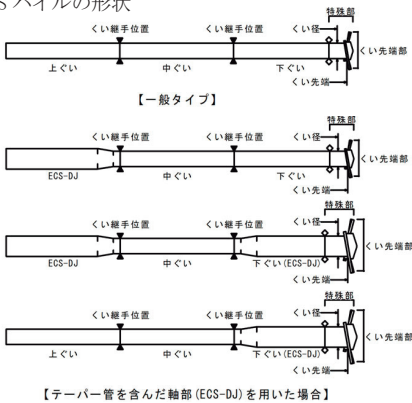 Sパイルの形状
特殊部
くい継手位置 くい継手位置 くい径
くい先端部
上ぐい 中ぐい 下ぐい くい先端
【一般タイプ】
特殊部
くい継手位置 くい継手位置 くい径
くい先端部
ECS-DJ 中ぐい 下ぐい
くい先端
特殊部
くい継手位置 くい継手位置 くい径
くい先端部
ECS-DJ 中ぐい 下ぐい(ECS-DJ)
くい先端
特殊部
くい継手位置 くい継手位置 くい径
くい先端部
上ぐい 中ぐい 下ぐい(ECS-DJ)
くい先端
【テーパー管を含んだ軸部(ECS-DJ)を用いた場合】